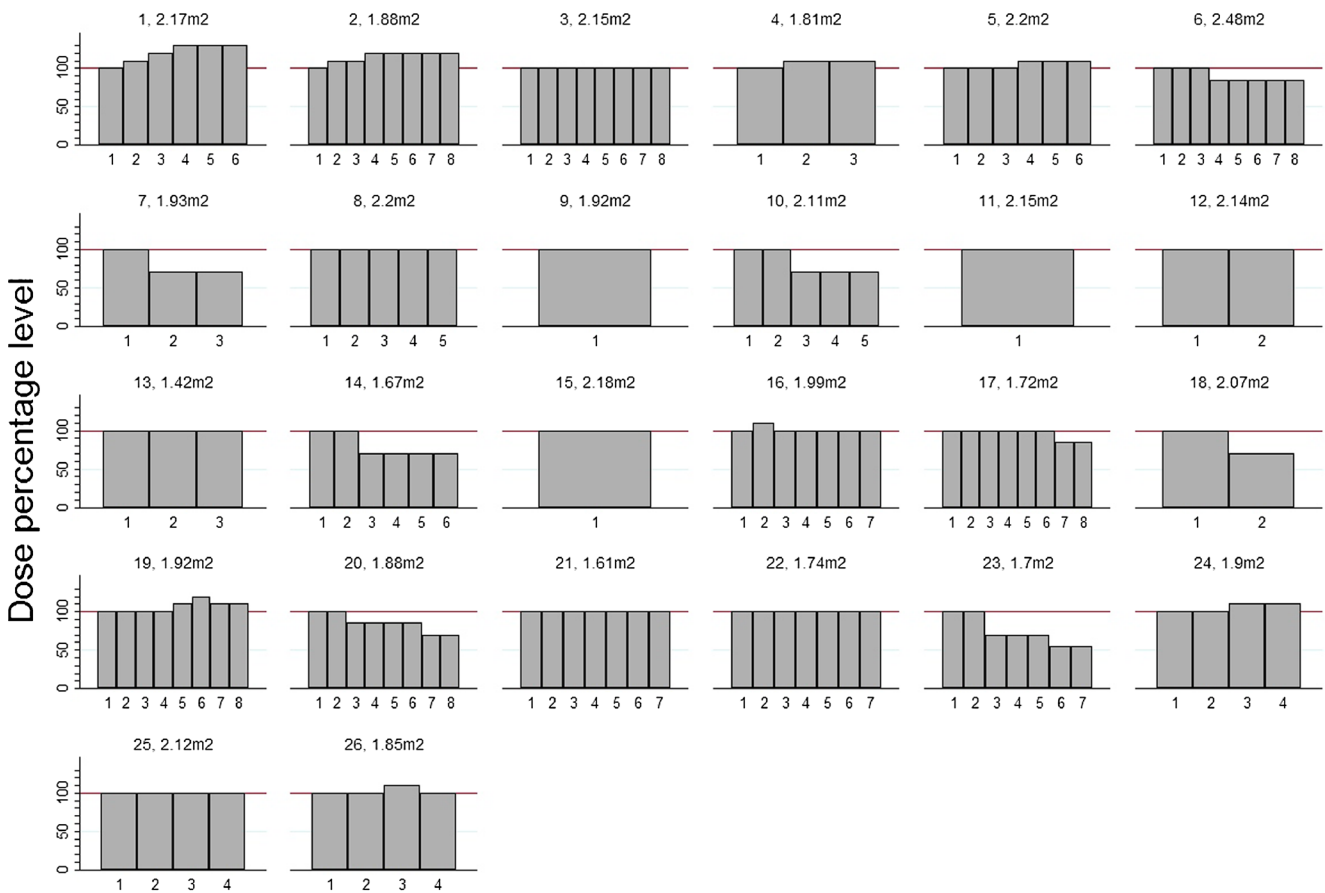 Dose percentage level
1, 2.17m2 2, 1.88m2 3, 2.15m2 4, 1.81m2 5, 2.2m2 6, 2.48m2
0 50 100
1 2 3 4 5 6 1 2 3 4 5 6 7 8 1 2 3 4 5 6 7 8 1 2 3 1 2 3 4 5 6 1 2 3 4 5 6 7 8
7, 1.93m2 8, 2.2m2 9, 1.92m2 10, 2.11m2 11, 2.15m2 12, 2.14m2
0 50 100
1 2 3 1 2 3 4 5 1 1 2 3 4 5 1 1 2
13, 1.42m2 14, 1.67m2 15, 2.18m2 16, 1.99m2 17, 1.72m2 18, 2.07m2
0 50 100
1 2 3 1 2 3 4 5 6 1 1 2 3 4 5 6 7 1 2 3 4 5 6 7 8 1 2
19, 1.92m2 20, 1.88m2 21, 1.61m2 22, 1.74m2 23, 1.7m2 24, 1.9m2
0 50 100
1 2 3 4 5 6 7 8 1 2 3 4 5 6 7 8 1 2 3 4 5 6 7 1 2 3 4 5 6 7 1 2 3 4 5 6 7 1 2 3 4
25, 2.12m2 26, 1.85m2
0 50 100
1 2 3 4 1 2 3 4